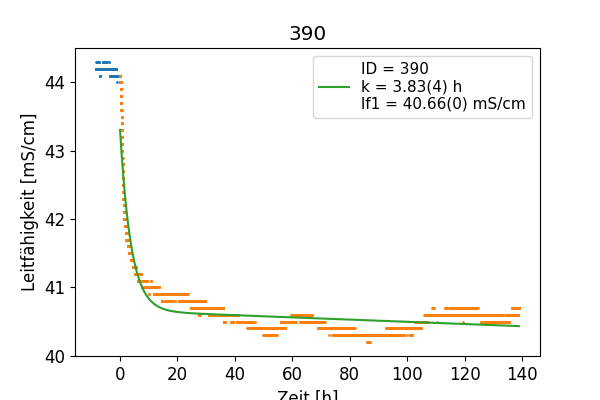 390
ID = 390
k = 3.83(4) h
lf1 = 40.66(0) mS/cm
Leitfähigkeit [mS/cm]
44
43
42
41
40
0 20 40 60 80 100 120 140
Zeit [h]